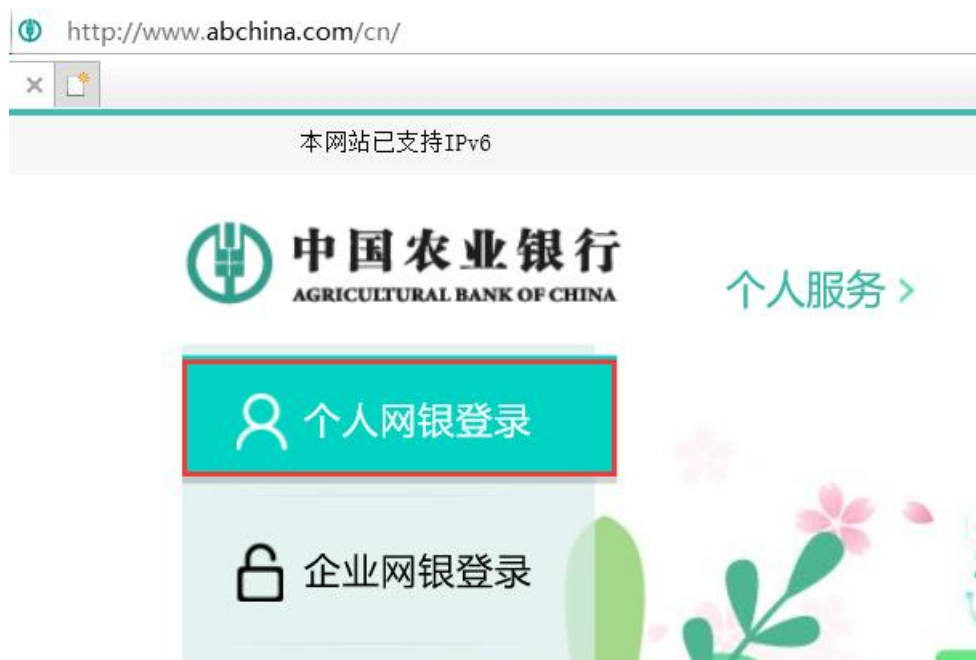 http://www.abchina.com/cn/
本网站已支持IPv6
中国农业银行
AGRICULTURAL BANK OF CHINA
个人服务 >
个人网银登录
企业网银登录